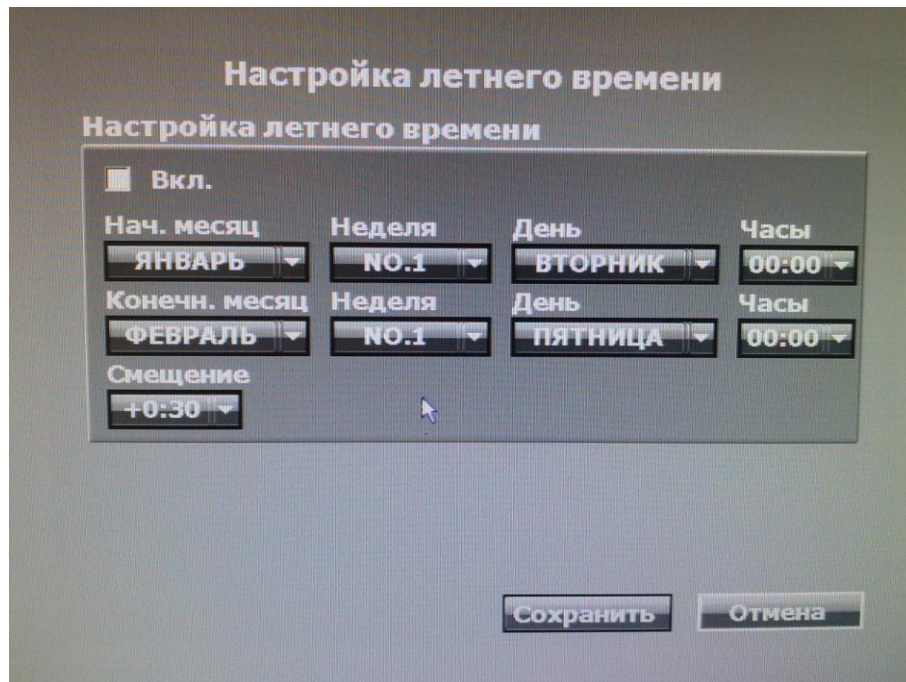 Настройка летнего времени
Настройка летнего времени
Вкл.
Нач. месяц Неделя День Часы
ЯНВАРЬ NO.1 ВТОРНИК 00:00
Конечн. месяц Неделя День Часы
ФЕВРАЛЬ NO.1 ПЯТНИЦА 00:00
Смещение
+0:30
Сохранить Отмена